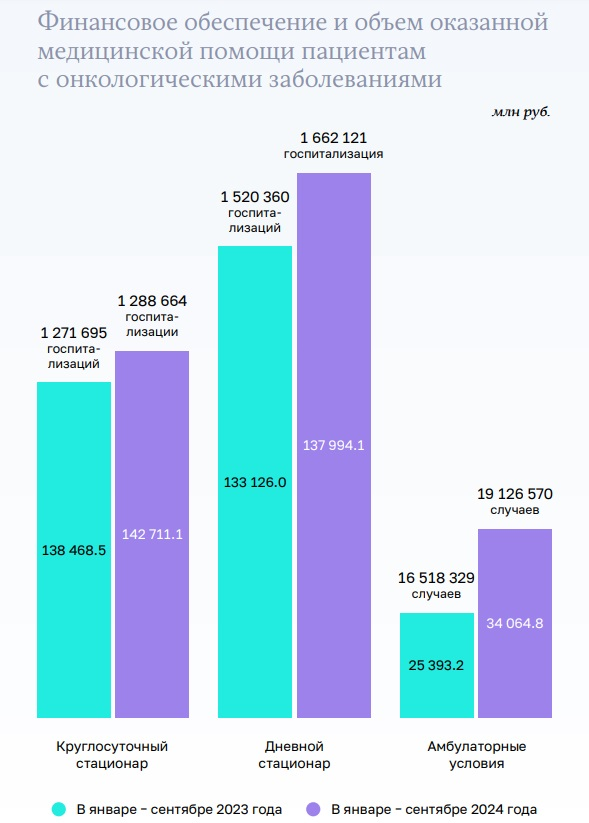 Финансовое обеспечение и объем оказанной
медицинской помощи пациентам
с онкологическими заболеваниями
млн руб.
1 271 695
госпита-
лизаций
138 468.5
1 288 664
госпита-
лизации
142 711.1
Круглосуточный
стационар
1 520 360
госпита-
лизаций
133 126.0
1 662 121
госпитализация
137 994.1
Дневной
стационар
16 518 329
случаев
25 393.2
19 126 570
случаев
34 064.8
Амбулаторные
условия
В январе – сентябре 2023 года
В январе – сентябре 2024 года